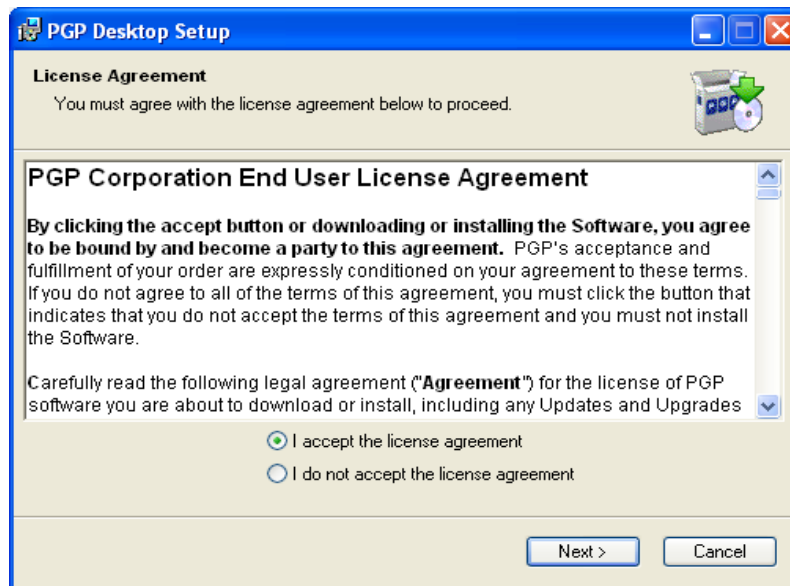 PGP Desktop Setup
License Agreement
You must agree with the license agreement below to proceed.
PGP Corporation End User License Agreement
By clicking the accept button or downloading or installing the Software, you agree
to be bound by and become a party to this agreement. PGP's acceptance and
fulfillment of your order are expressly conditioned on your agreement to these terms.
If you do not agree to all of the terms of this agreement, you must click the button that
indicates that you do not accept the terms of this agreement and you must not install
the Software.
Carefully read the following legal agreement ("Agreement") for the license of PGP
software you are about to download or install, including any Updates and Upgrades
I accept the license agreement
I do not accept the license agreement
Next >
Cancel